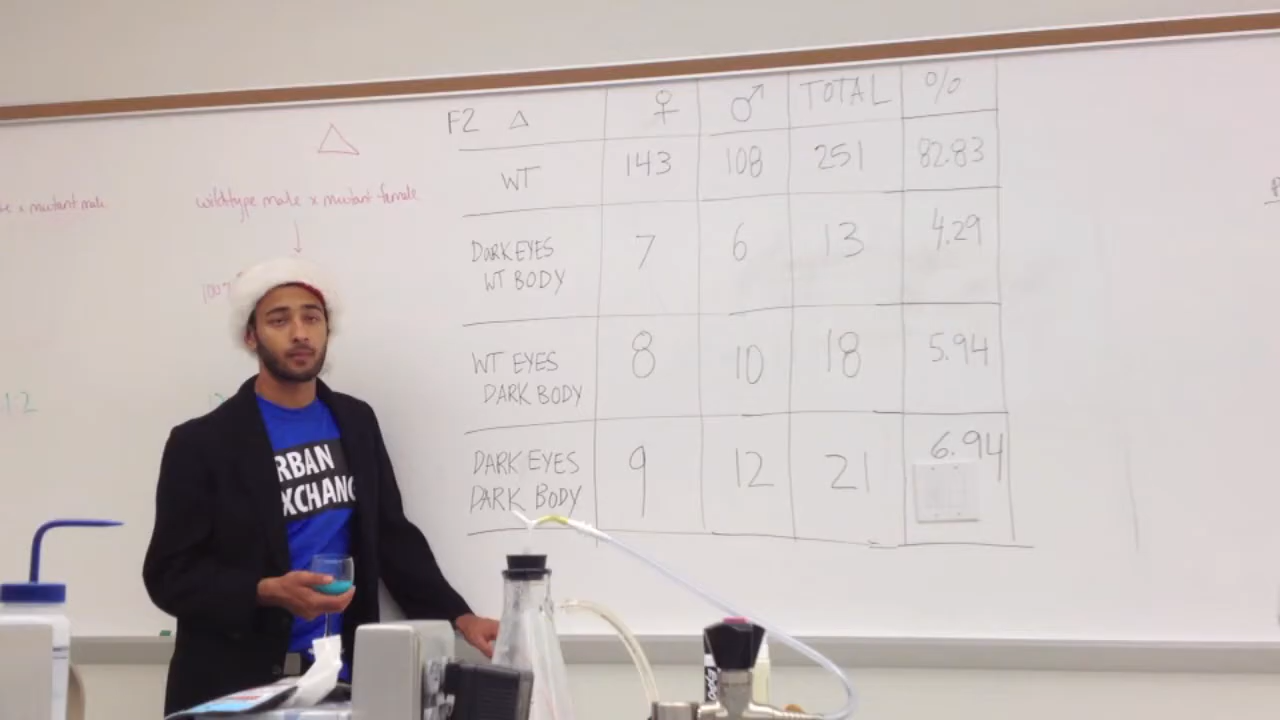 x mutant male
wildtype male x mutant female
F2 △ ♀ ♂ TOTAL %
WT 143 108 251 82.83
DARK EYES
WT BODY 7 6 13 4.29
WT EYES
DARK BODY 8 10 18 5.94
DARK EYES
DARK BODY 9 12 21 6.94
RBAN
XCHANG